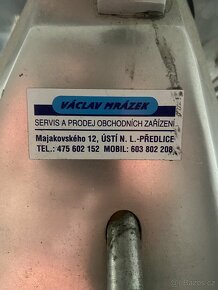 VÁCLAV MRÁZEK
SERVIS A PRODEJ OBCHODNÍCH ZAŘÍZENÍ
Majakovského 12, ÚSTÍ N. L.-PŘEDLICE
TEL.: 475 602 152 MOBIL: 603 802 208